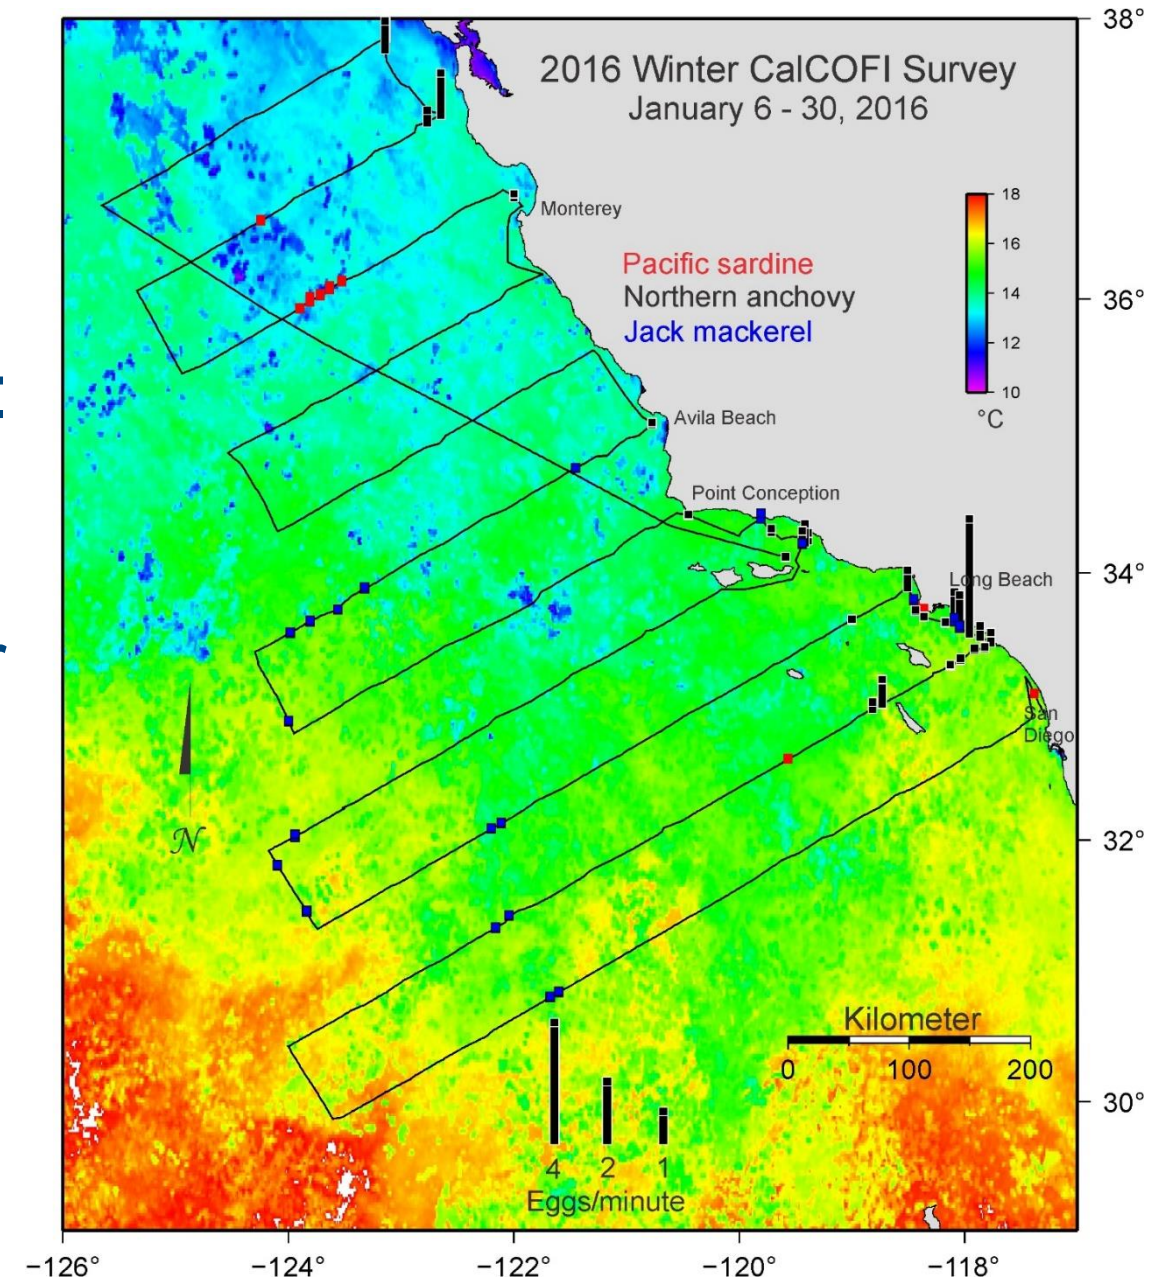 2016 Winter CalCOFI Survey
January 6 - 30, 2016
38°
18
16
14
12
10
°C
Monterey
Pacific sardine
Northern anchovy
Jack mackerel
36°
Avila Beach
Point Conception
34°
Long Beach
San
Diego
N
32°
Kilometer
0 100 200
30°
4 2 1
Eggs/minute
−126° −124° −122° −120° −118°